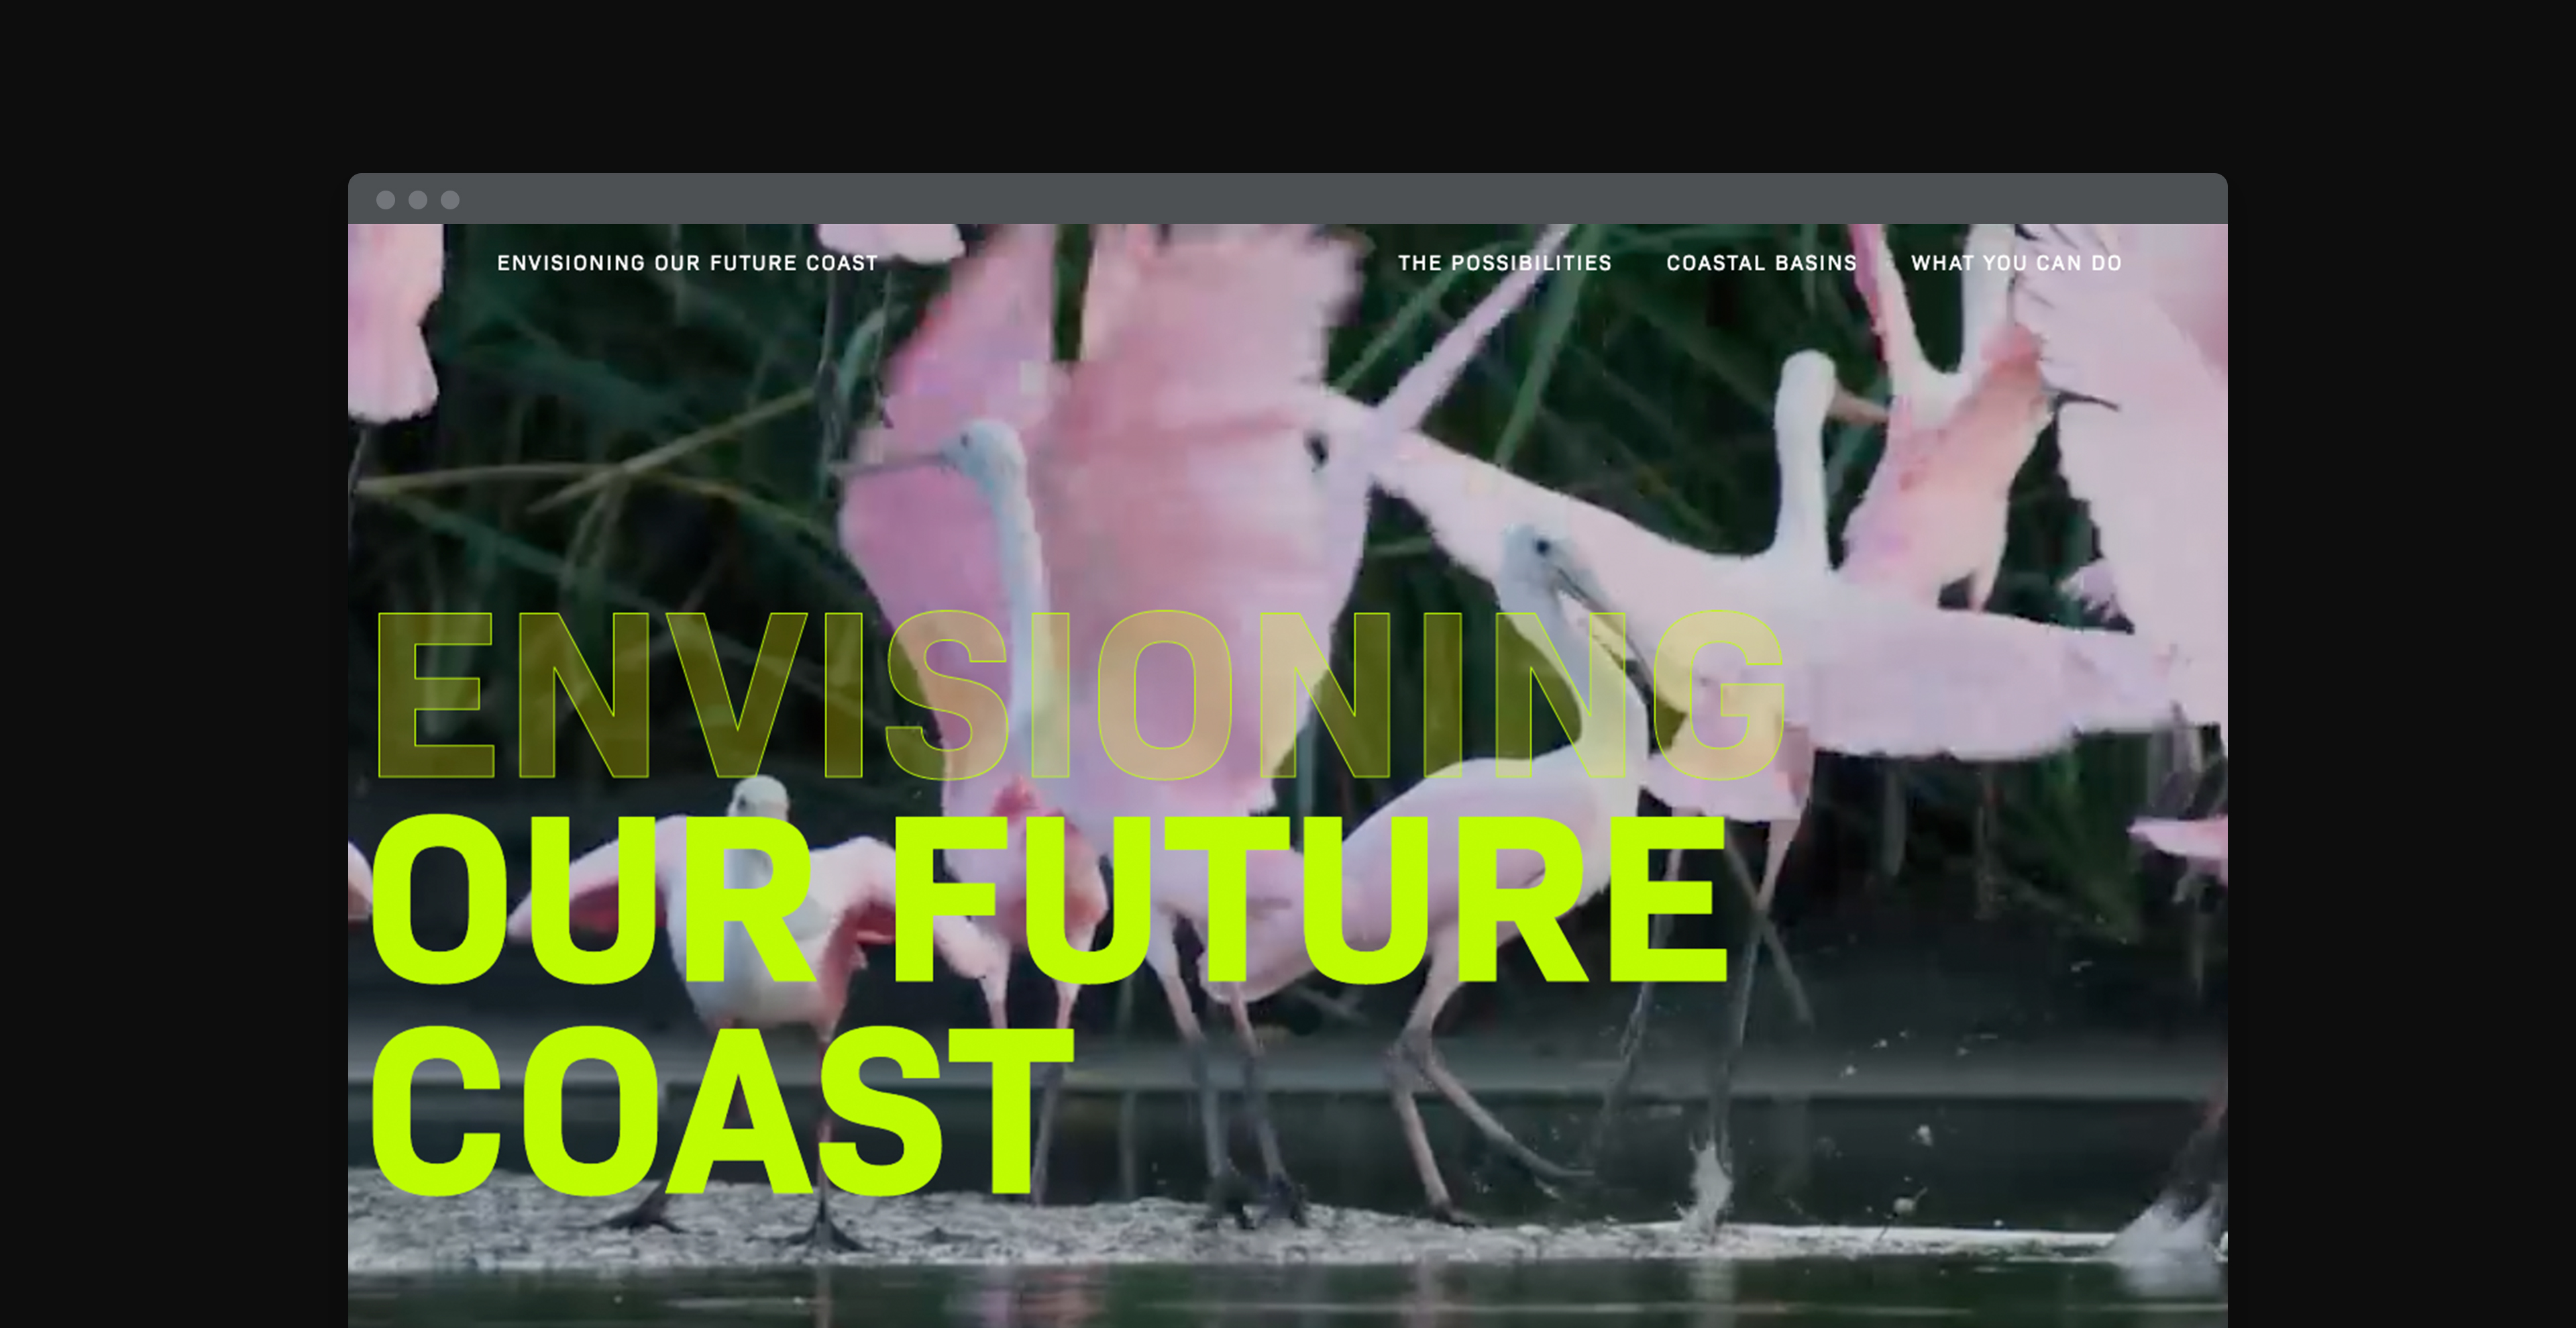 ENVISIONING OUR FUTURE COAST
THE POSSIBILITIES
COASTAL BASINS
WHAT YOU CAN DO
ENVISIONING
OUR FUTURE
COAST